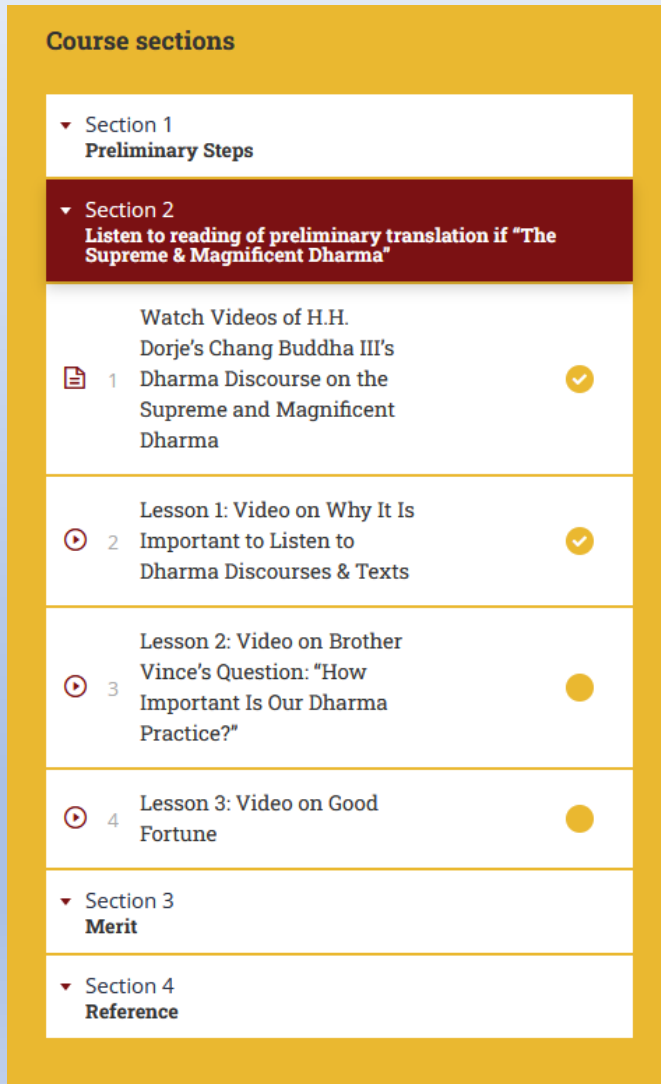 Course sections
Section 1
Preliminary Steps
Section 2
Listen to reading of preliminary translation if “The
Supreme & Magnificent Dharma”
Watch Videos of H.H.
Dorje’s Chang Buddha III’s
1 Dharma Discourse on the
Supreme and Magnificent
Dharma
Lesson 1: Video on Why It Is
2 Important to Listen to
Dharma Discourses & Texts
Lesson 2: Video on Brother
Vince’s Question: “How
3 Important Is Our Dharma
Practice?”
Lesson 3: Video on Good
4 Fortune
Section 3
Merit
Section 4
Reference